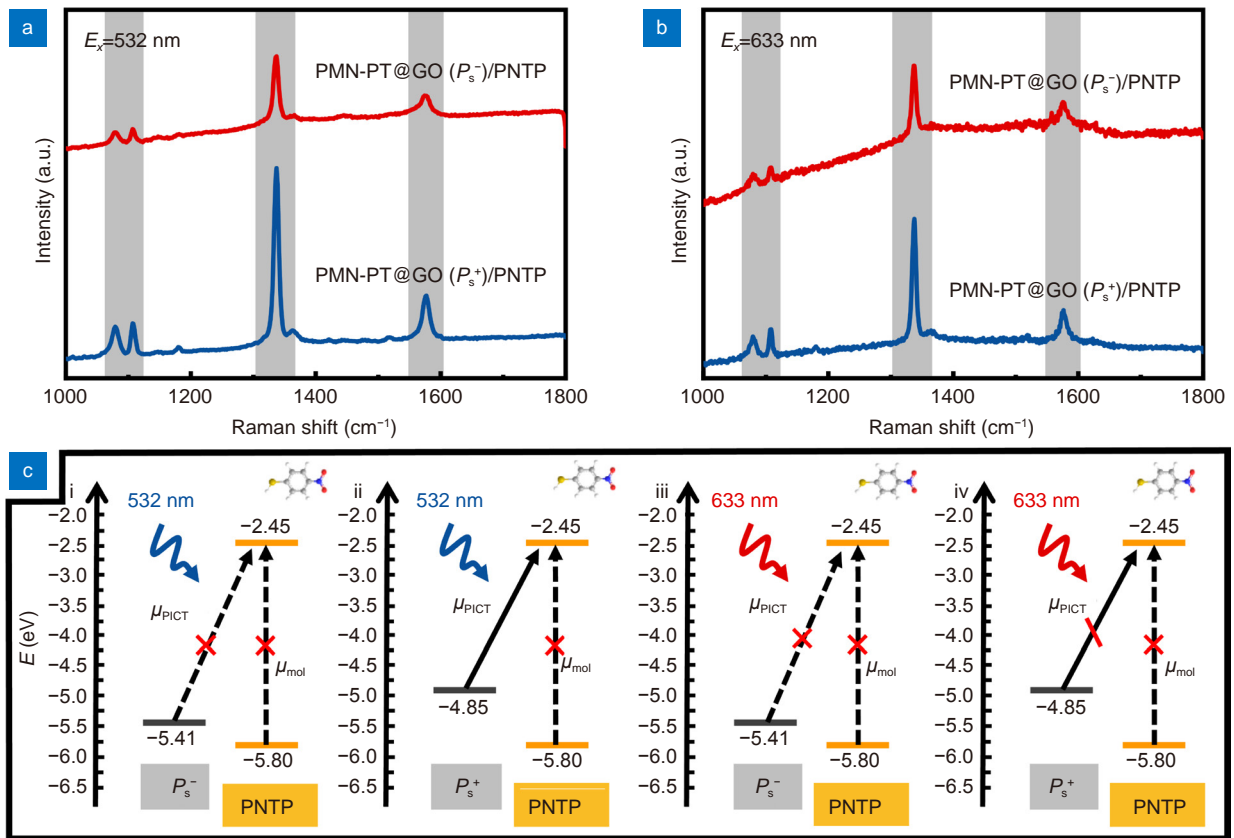 a
Eₓ=532 nm
PMN-PT@GO (Pₛ⁻)/PNTP
PMN-PT@GO (Pₛ⁺)/PNTP
Intensity (a.u.)
1000 1200 1400 1600 1800
Raman shift (cm⁻¹)
b
Eₓ=633 nm
PMN-PT@GO (Pₛ⁻)/PNTP
PMN-PT@GO (Pₛ⁺)/PNTP
Intensity (a.u.)
1000 1200 1400 1600 1800
Raman shift (cm⁻¹)
c
E (eV)
i
532 nm
−2.0
−2.5
−3.0
−3.5
−4.0
−4.5
−5.0
−5.5
−6.0
−6.5
−2.45
μPICT
μmol
−5.41
−5.80
Pₛ⁻
PNTP
ii
532 nm
−2.0
−2.5
−3.0
−3.5
−4.0
−4.5
−5.0
−5.5
−6.0
−6.5
−2.45
μPICT
μmol
−4.85
−5.80
Pₛ⁺
PNTP
iii
633 nm
−2.0
−2.5
−3.0
−3.5
−4.0
−4.5
−5.0
−5.5
−6.0
−6.5
−2.45
μPICT
μmol
−5.41
−5.80
Pₛ⁻
PNTP
iv
633 nm
−2.0
−2.5
−3.0
−3.5
−4.0
−4.5
−5.0
−5.5
−6.0
−6.5
−2.45
μPICT
μmol
−4.85
−5.80
Pₛ⁺
PNTP